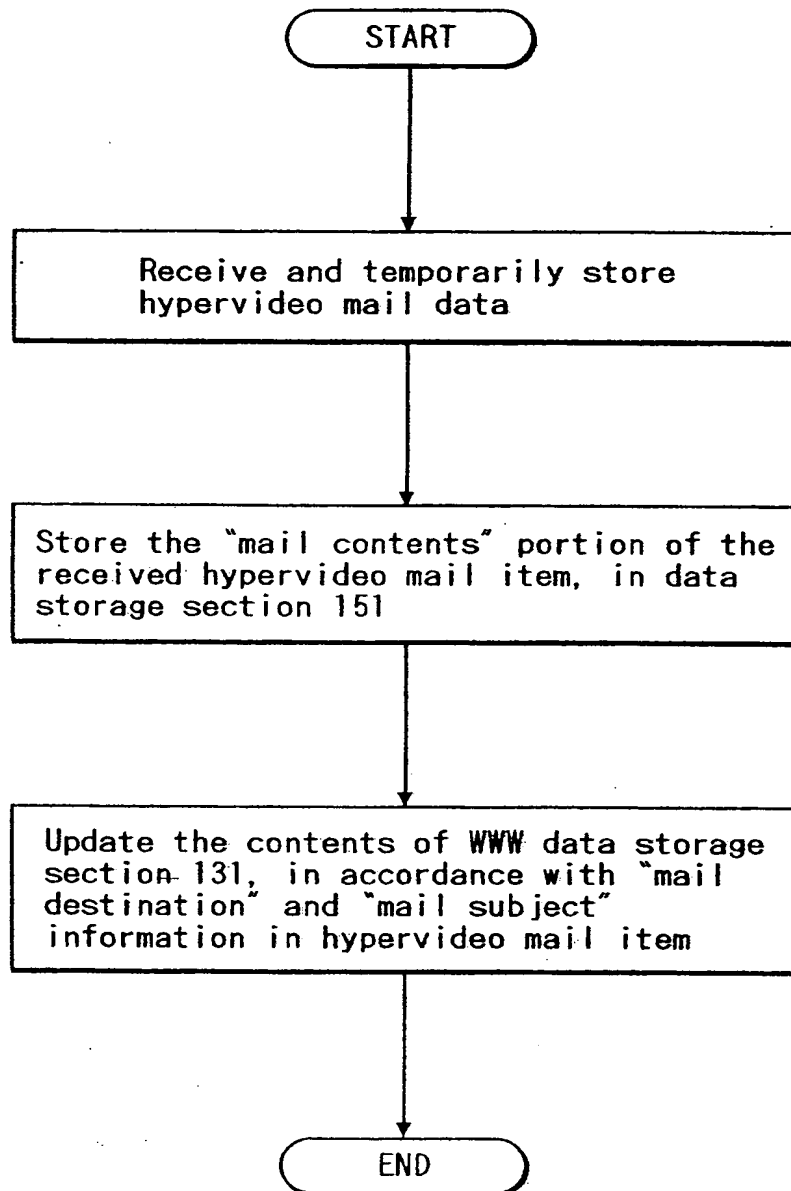 START
Receive and temporarily store
hypervideo mail data
Store the "mail contents" portion of the
received hypervideo mail item, in data
storage section 151
Update the contents of WWW data storage
section 131, in accordance with "mail
destination" and "mail subject"
information in hypervideo mail item
END